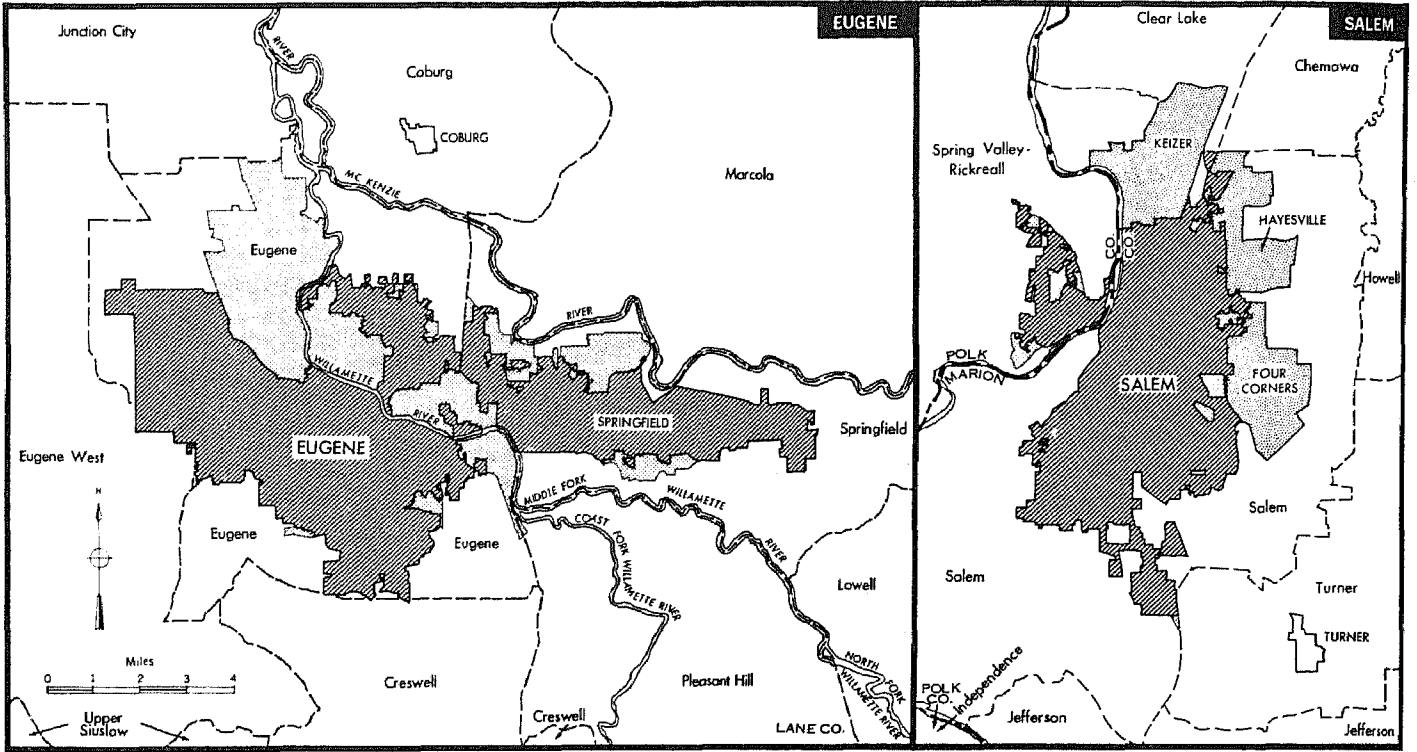 EUGENE
Junction City
RIVER
Coburg
COBURG
MC KENZIE
Marcola
Eugene
RIVER
WILLAMETTE
RIVER
EUGENE
SPRINGFIELD
Springfield
Eugene West
N
MIDDLE FORK
WILLAMETTE
RIVER
COAST
FORK WILLAMETTE RIVER
Eugene
Eugene
Lowell
Miles
0 1 2 3 4
Creswell
Pleasant Hill
NORTH
FORK
WILLAMETTE RIVER
Upper
Siuslaw
Creswell
LANE CO.
SALEM
Clear Lake
Chemawa
KEIZER
Spring Valley-
Rickreall
HAYESVILLE
CO.
CO.
Howell
POLK
MARION
SALEM
FOUR
CORNERS
Salem
Salem
Turner
TURNER
POLK
CO.
Independence
Jefferson
Jefferson